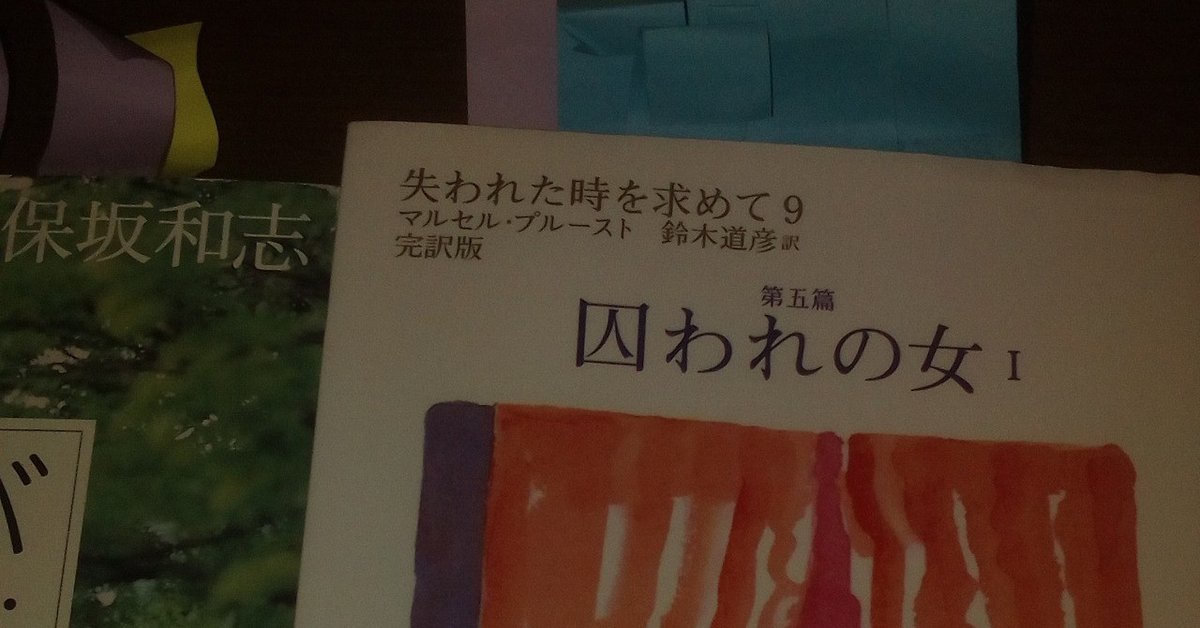 保坂和志
失われた時を求めて 9
マルセル・プルースト 鈴木道彦 訳
完訳版
第五篇
囚われの女 I